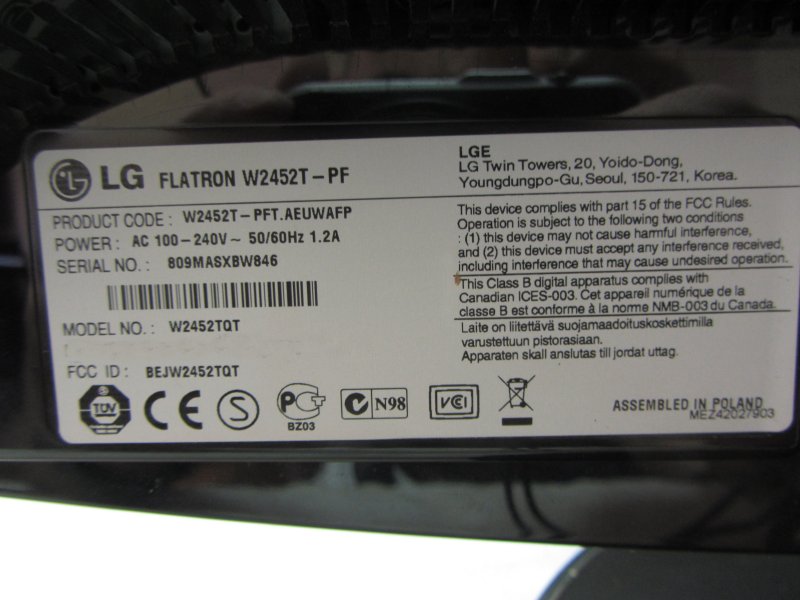 LG FLATRON W2452T-PF
LGE
LG Twin Towers, 20, Yoido-Dong,
Youngdungpo-Gu, Seoul, 150-721, Korea.
PRODUCT CODE : W2452T-PFT.AEUWAFP
POWER : AC 100-240V~ 50/60Hz 1.2A
SERIAL NO. : 809MASXBW846
MODEL NO. : W2452TQT
FCC ID : BEJW2452TQT
This device complies with part 15 of the FCC Rules.
Operation is subject to the following two conditions
: (1) this device may not cause harmful interference,
and (2) this device must accept any interference received,
including interference that may cause undesired operation.
This Class B digital apparatus complies with
Canadian ICES-003. Cet appareil numérique de la
classe B est conforme à la norme NMB-003 du Canada.
Laite on liitettävä suojamaadoituskoskettimilla
varustettuun pistorasiaan.
Apparaten skall anslutas till jordat uttag.
TÜV
CE
S
PCT
BZ03
N98
VCI
ASSEMBLED IN POLAND
MEZ42027903